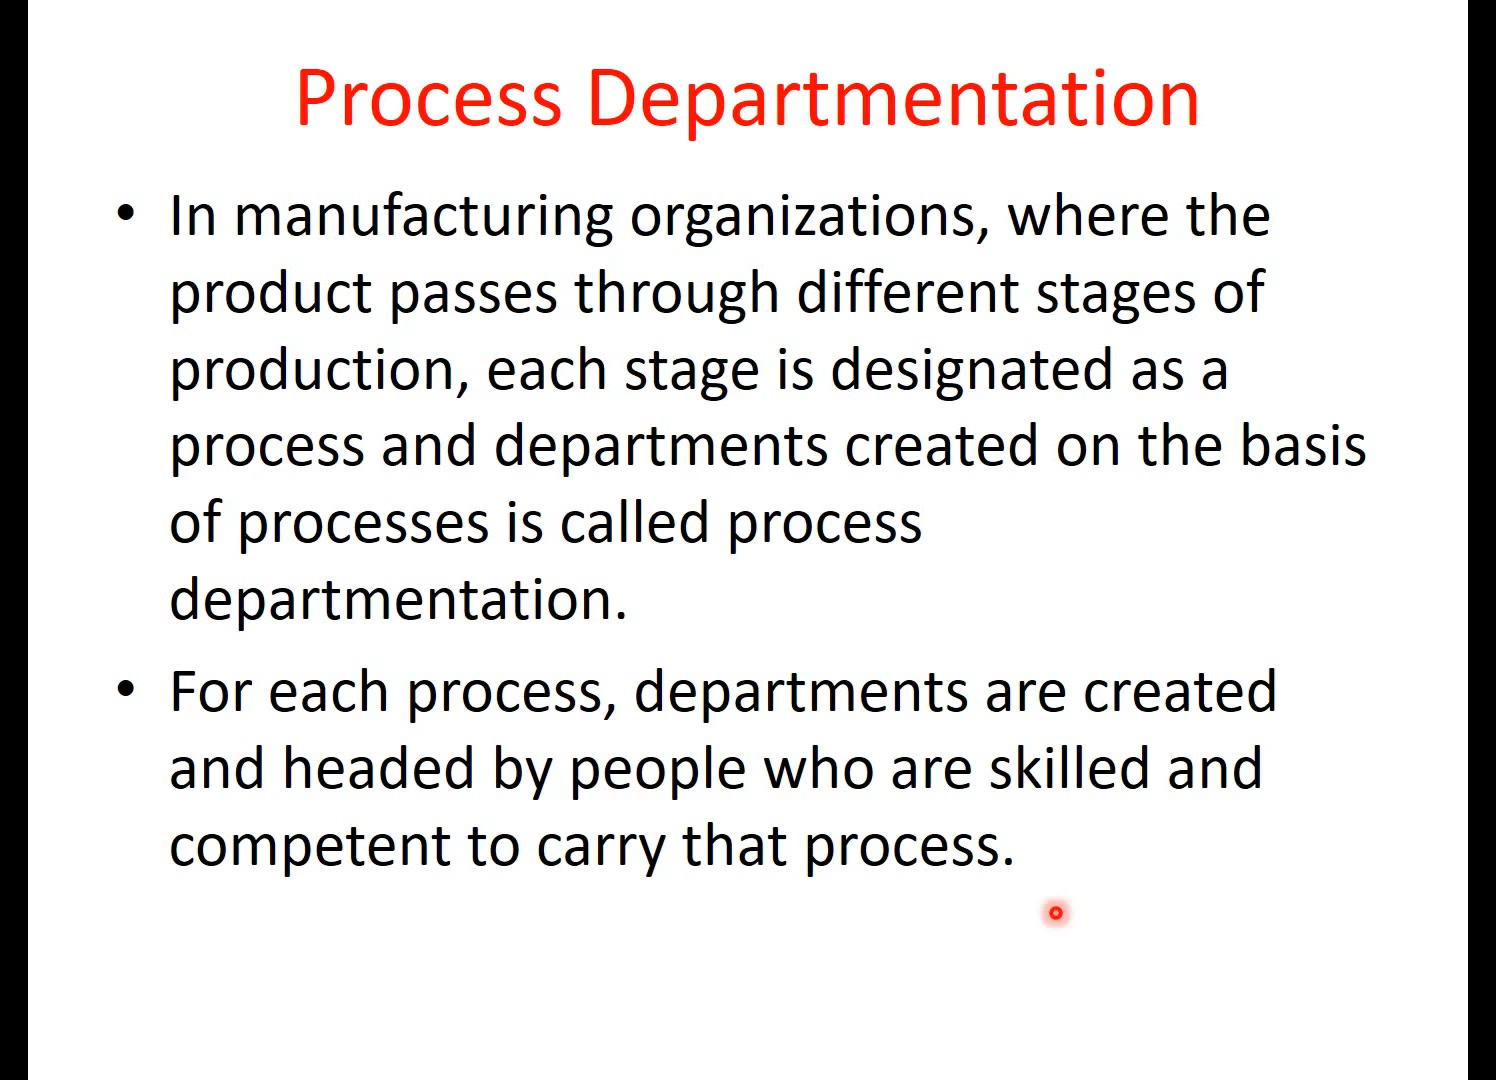 Process Departmentation
• In manufacturing organizations, where the
product passes through different stages of
production, each stage is designated as a
process and departments created on the basis
of processes is called process
departmentation.
• For each process, departments are created
and headed by people who are skilled and
competent to carry that process.